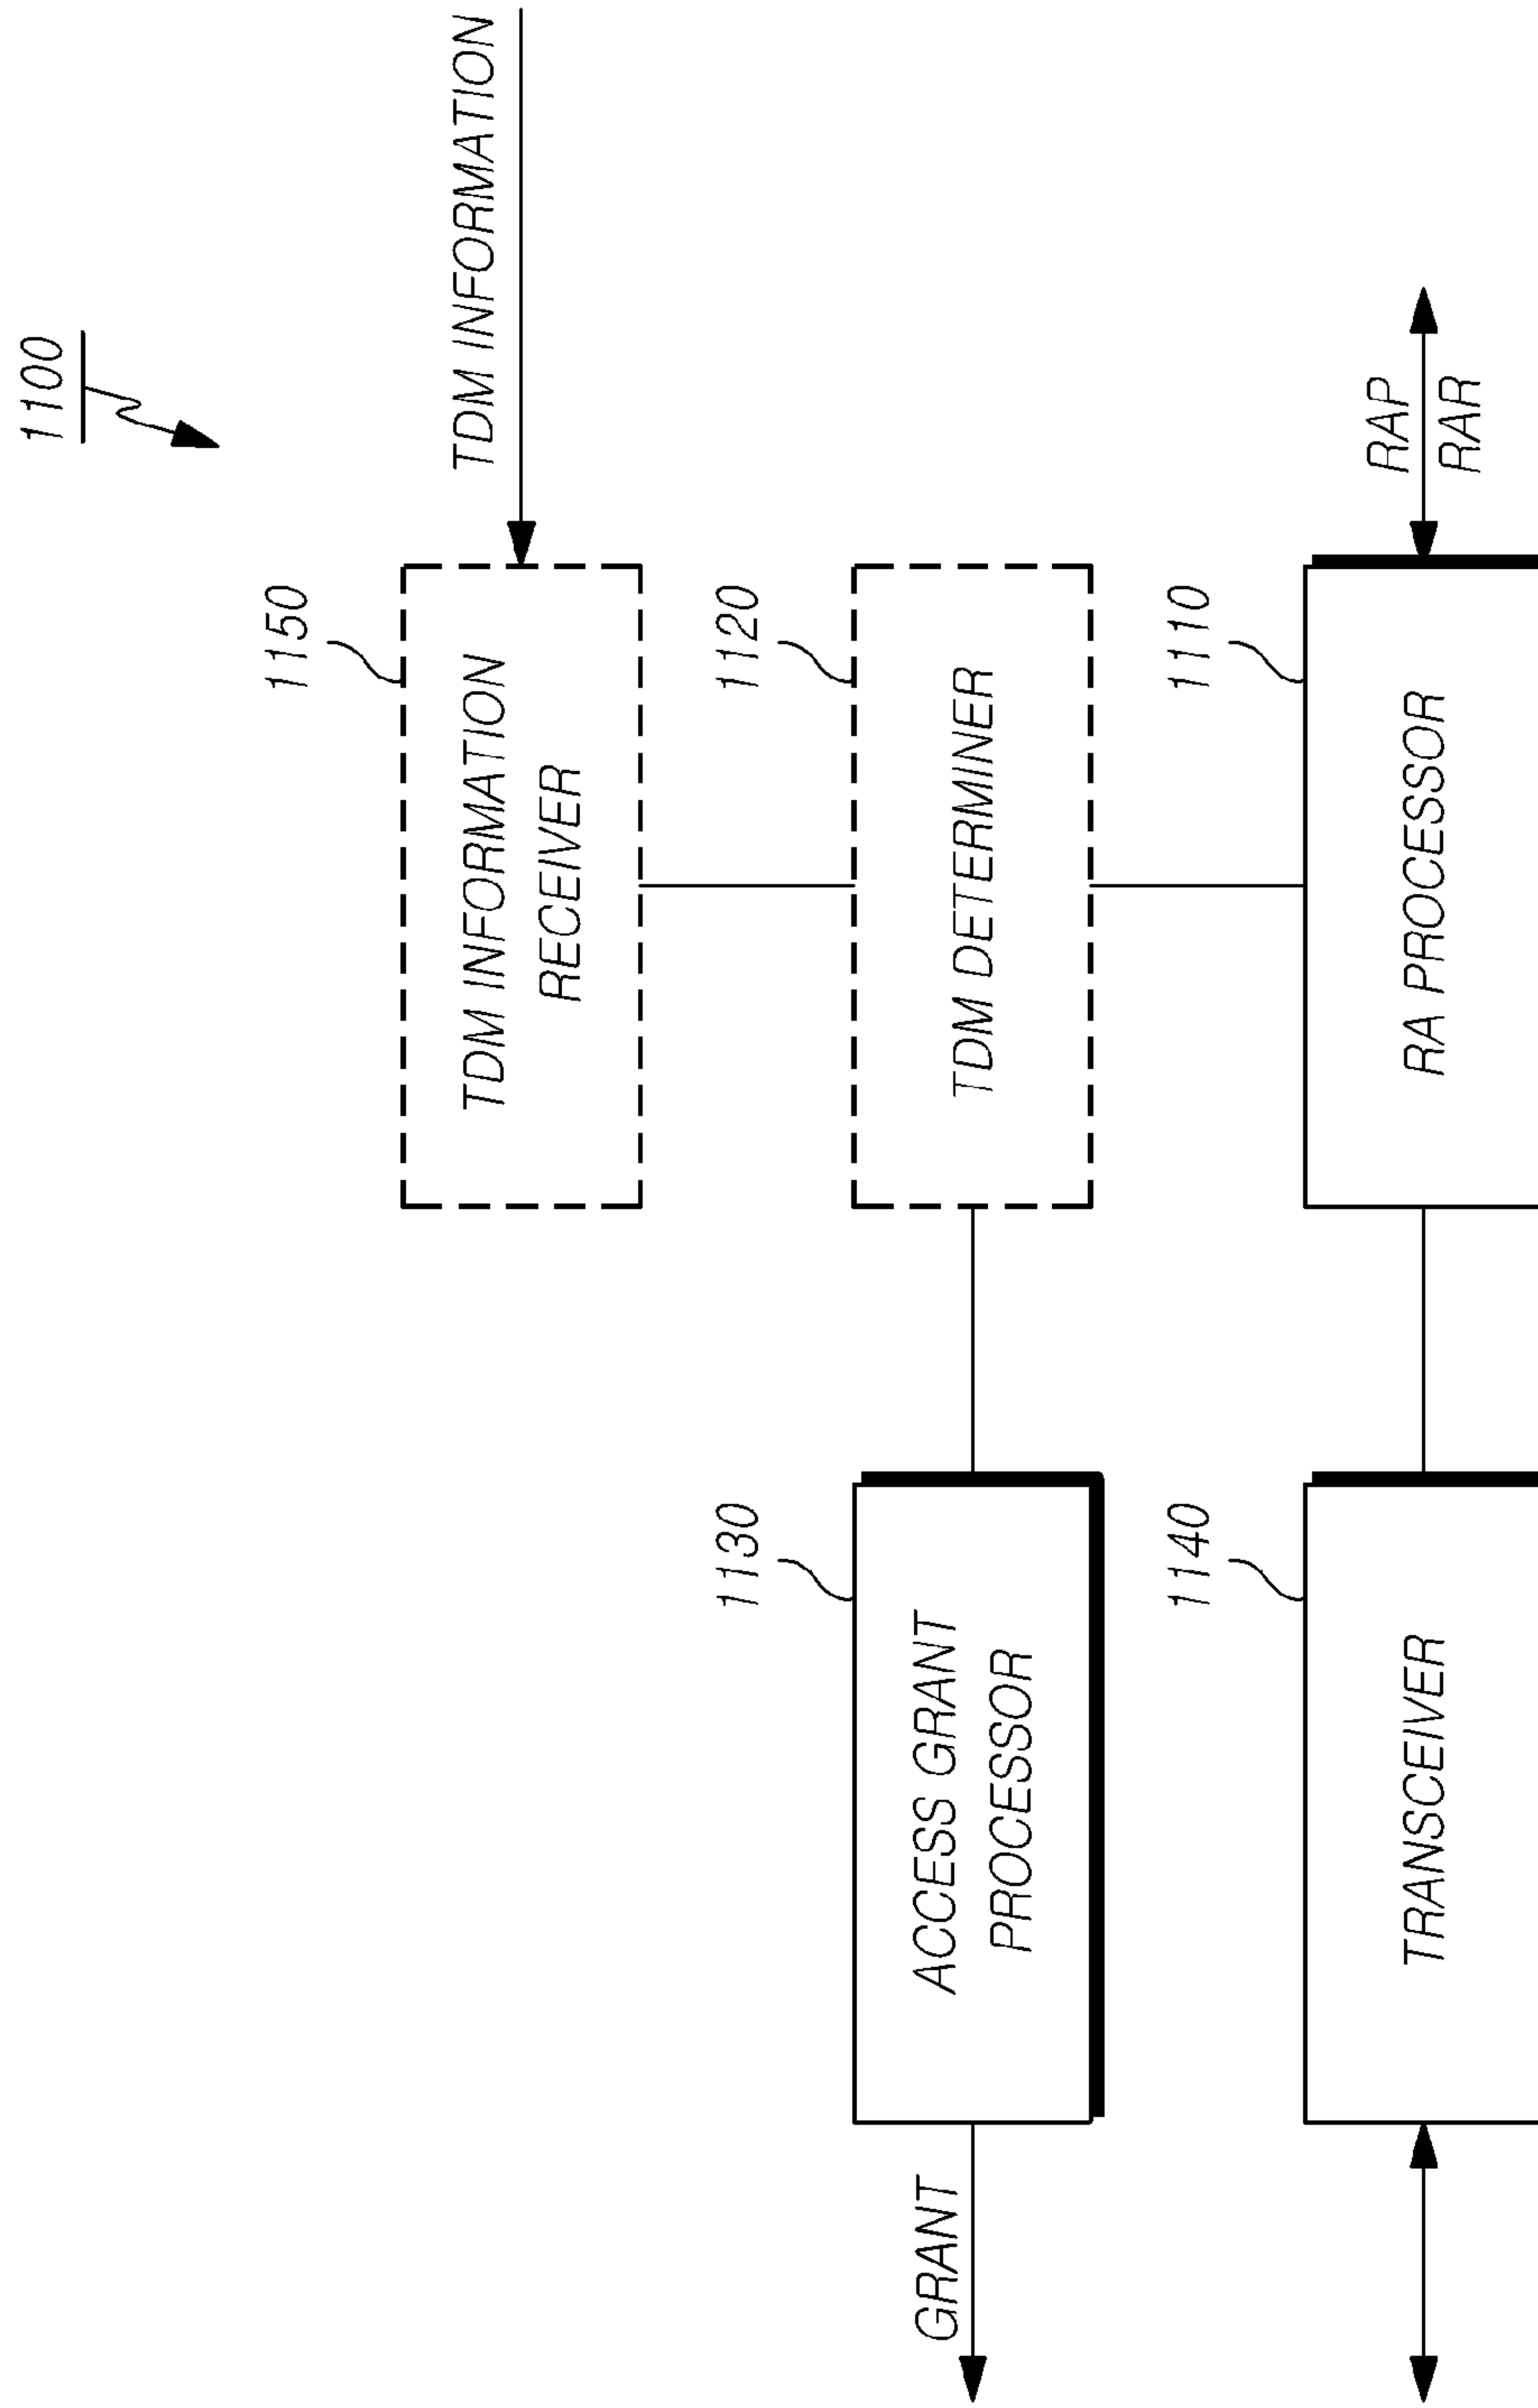 1100
TDM INFORMATION
1150
TDM INFORMATION
RECEIVER
1120
TDM DETERMINER
1130
ACCESS GRANT
PROCESSOR
GRANT
1110
RA PROCESSOR
RAP
RAR
1140
TRANSCEIVER